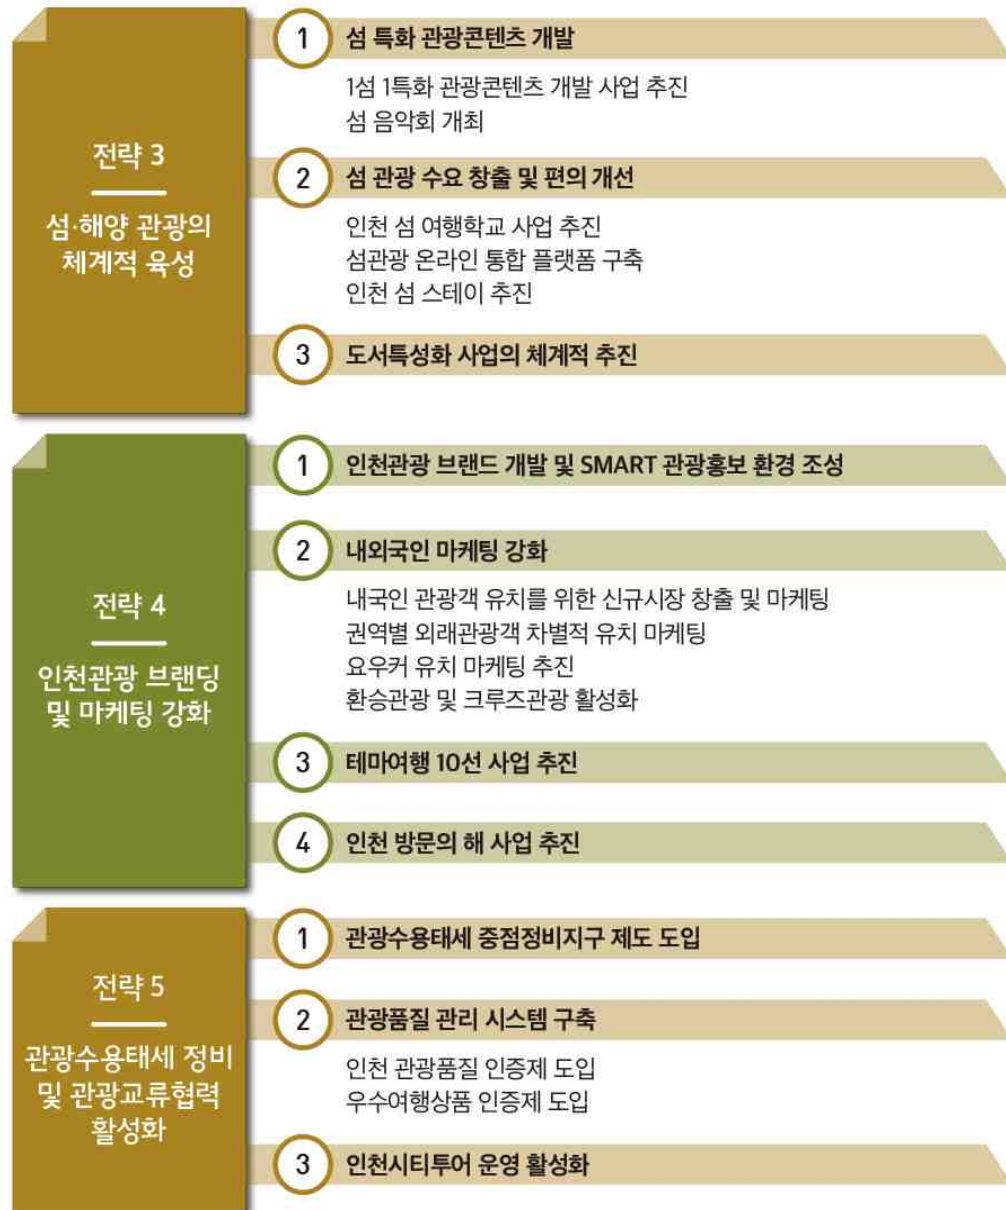 전략 3
섬·해양 관광의
체계적 육성
1 섬 특화 관광콘텐츠 개발
1섬 1특화 관광콘텐츠 개발 사업 추진
섬 음악회 개최
2 섬 관광 수요 창출 및 편의 개선
인천 섬 여행학교 사업 추진
섬관광 온라인 통합 플랫폼 구축
인천 섬 스테이 추진
3 도서특성화 사업의 체계적 추진
전략 4
인천관광 브랜딩
및 마케팅 강화
1 인천관광 브랜드 개발 및 SMART 관광홍보 환경 조성
2 내외국인 마케팅 강화
내국인 관광객 유치를 위한 신규시장 창출 및 마케팅
권역별 외래관광객 차별적 유치 마케팅
요우커 유치 마케팅 추진
환승관광 및 크루즈관광 활성화
3 테마여행 10선 사업 추진
4 인천 방문의 해 사업 추진
전략 5
관광수용태세 정비
및 관광교류협력
활성화
1 관광수용태세 중점정비지구 제도 도입
2 관광품질 관리 시스템 구축
인천 관광품질 인증제 도입
우수여행상품 인증제 도입
3 인천시티투어 운영 활성화